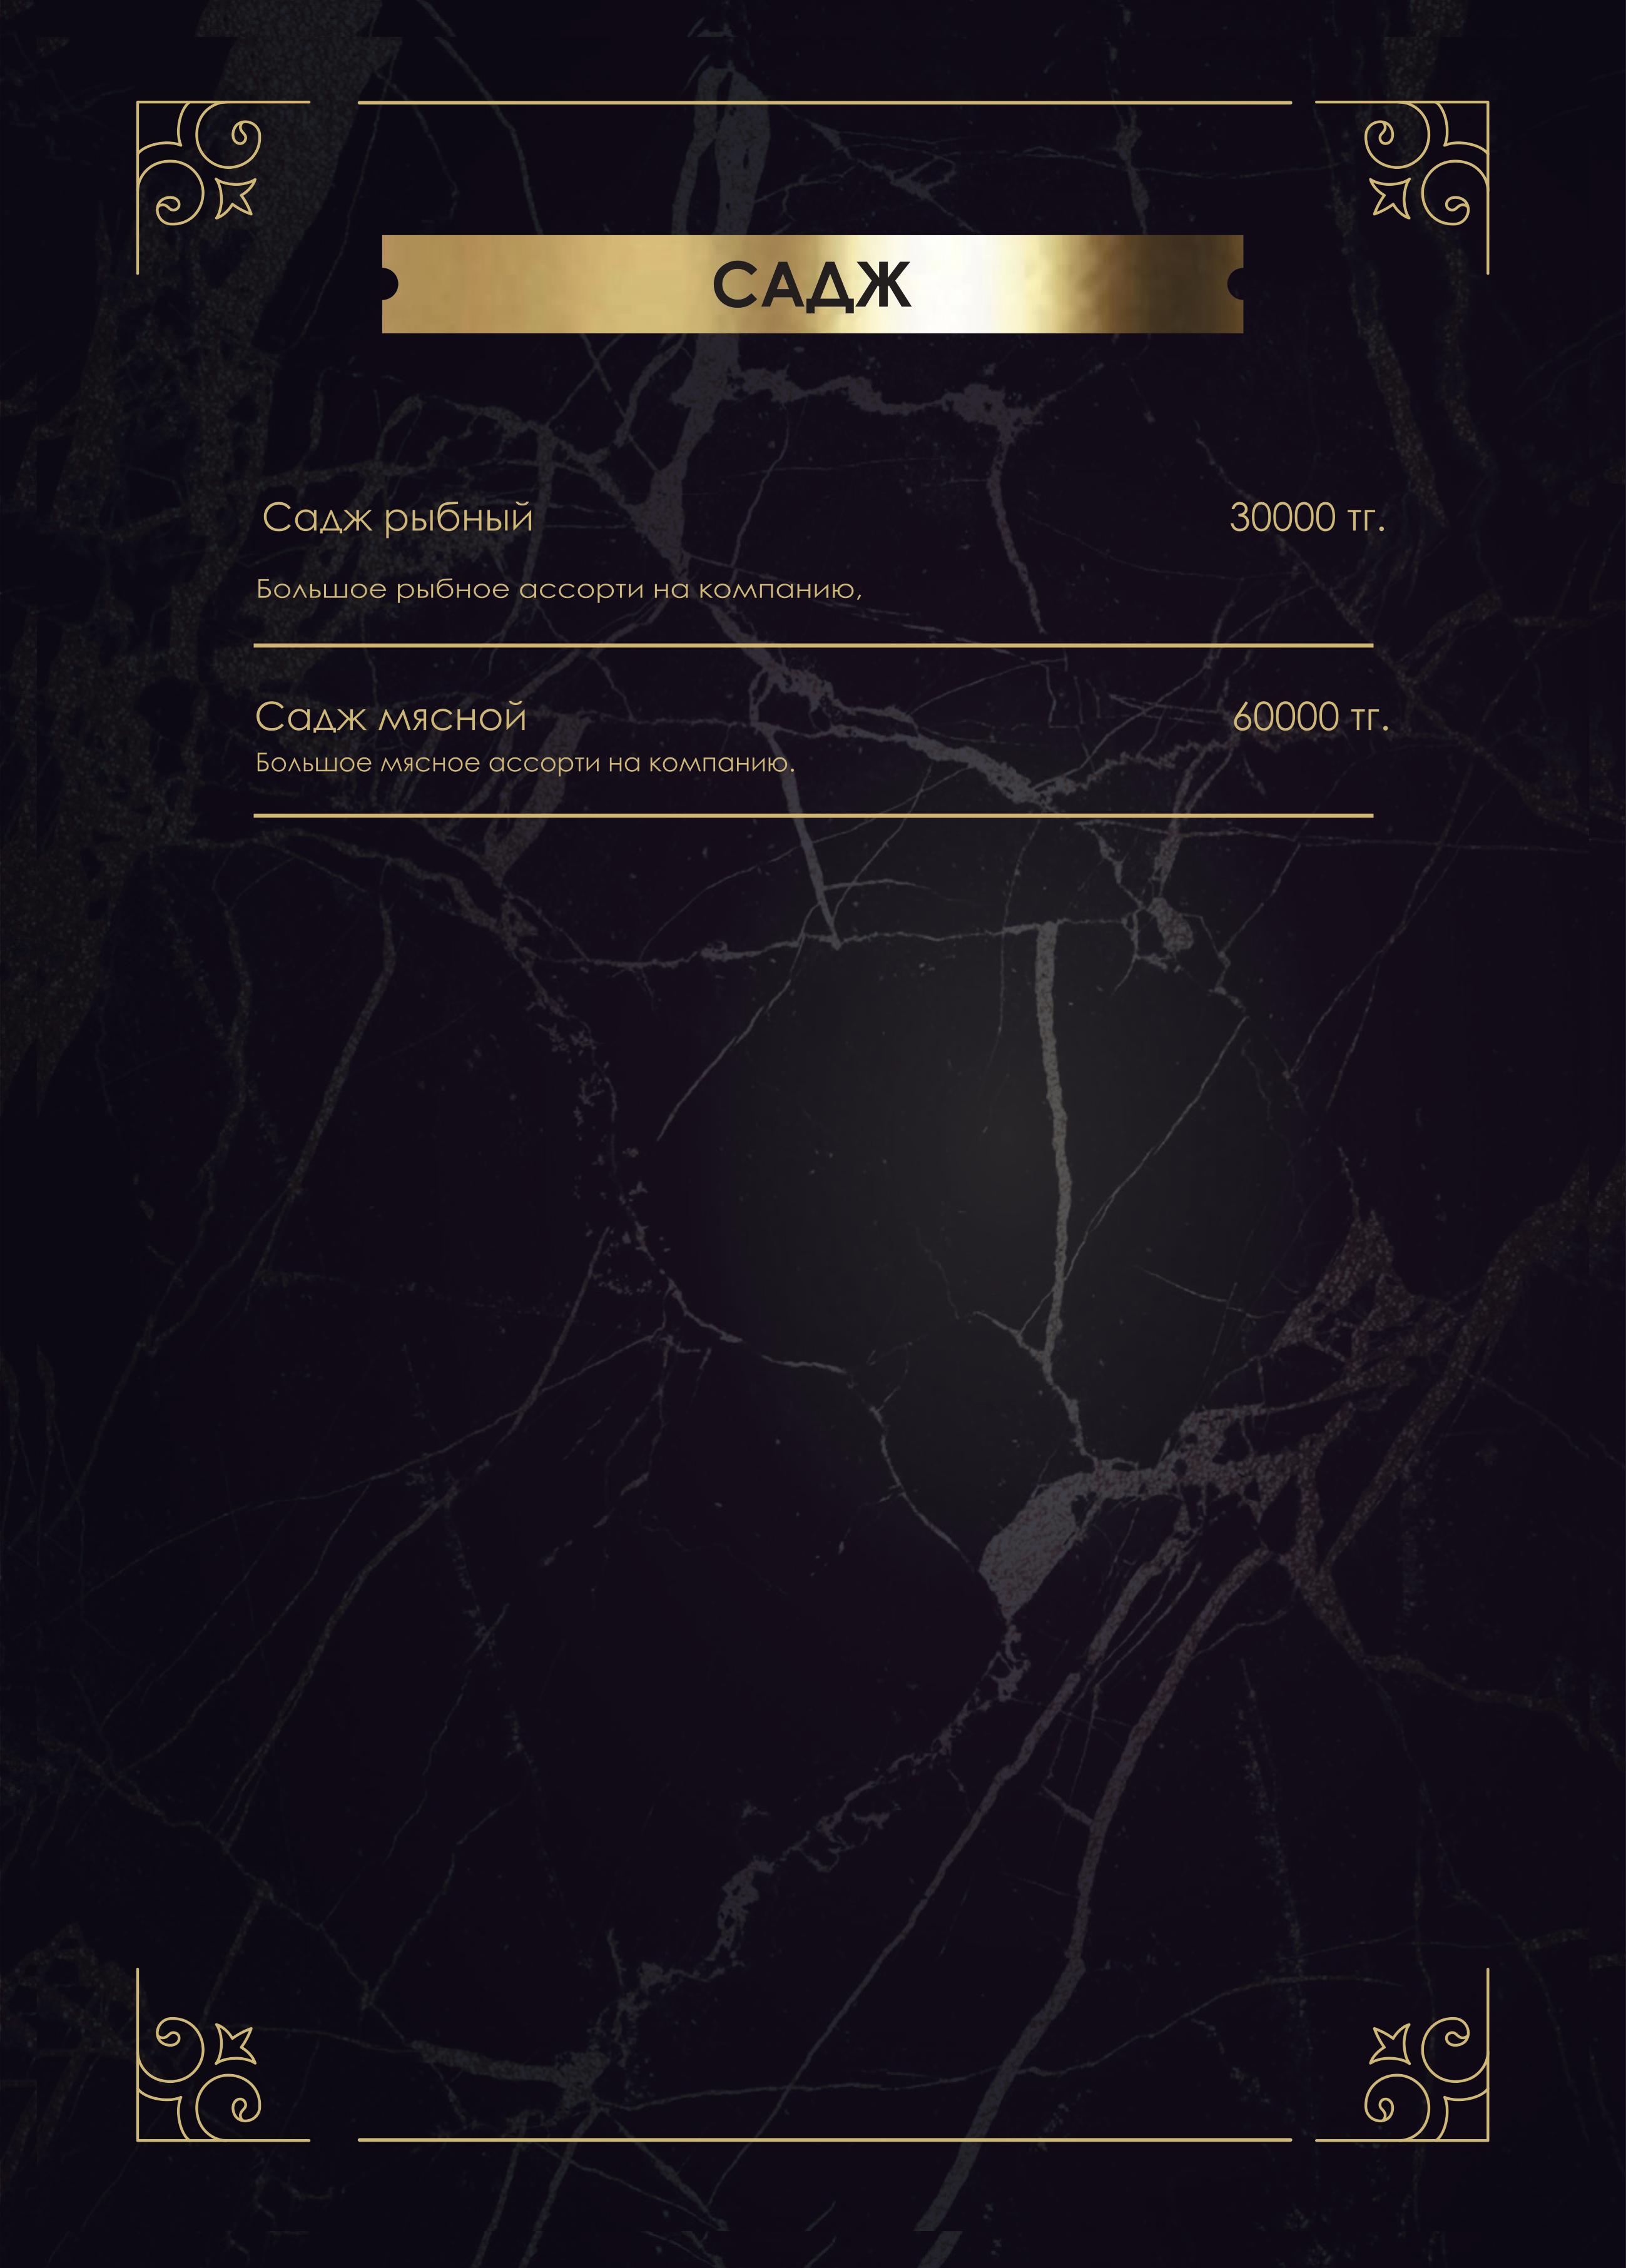 САДЖ
Садж рыбный 30000 тг.
Большое рыбное ассорти на компанию,
Садж мясной 60000 тг.
Большое мясное ассорти на компанию.